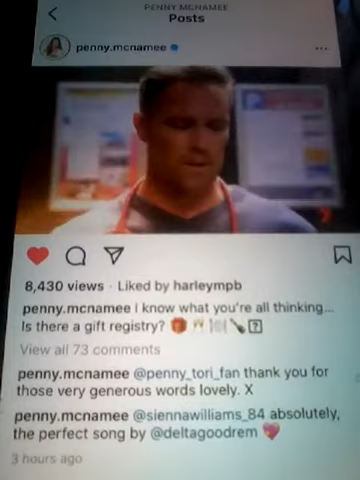 PENNY MCNAMEE
Posts
penny.mcnamee
8,430 views · Liked by harleympb
penny.mcnamee I know what you're all thinking...
Is there a gift registry? 🎁 🥂 🍽 🍾 ⍰
View all 73 comments
penny.mcnamee @penny_tori_fan thank you for
those very generous words lovely. X
penny.mcnamee @siennawilliams_84 absolutely,
the perfect song by @deltagoodrem 💖
3 hours ago